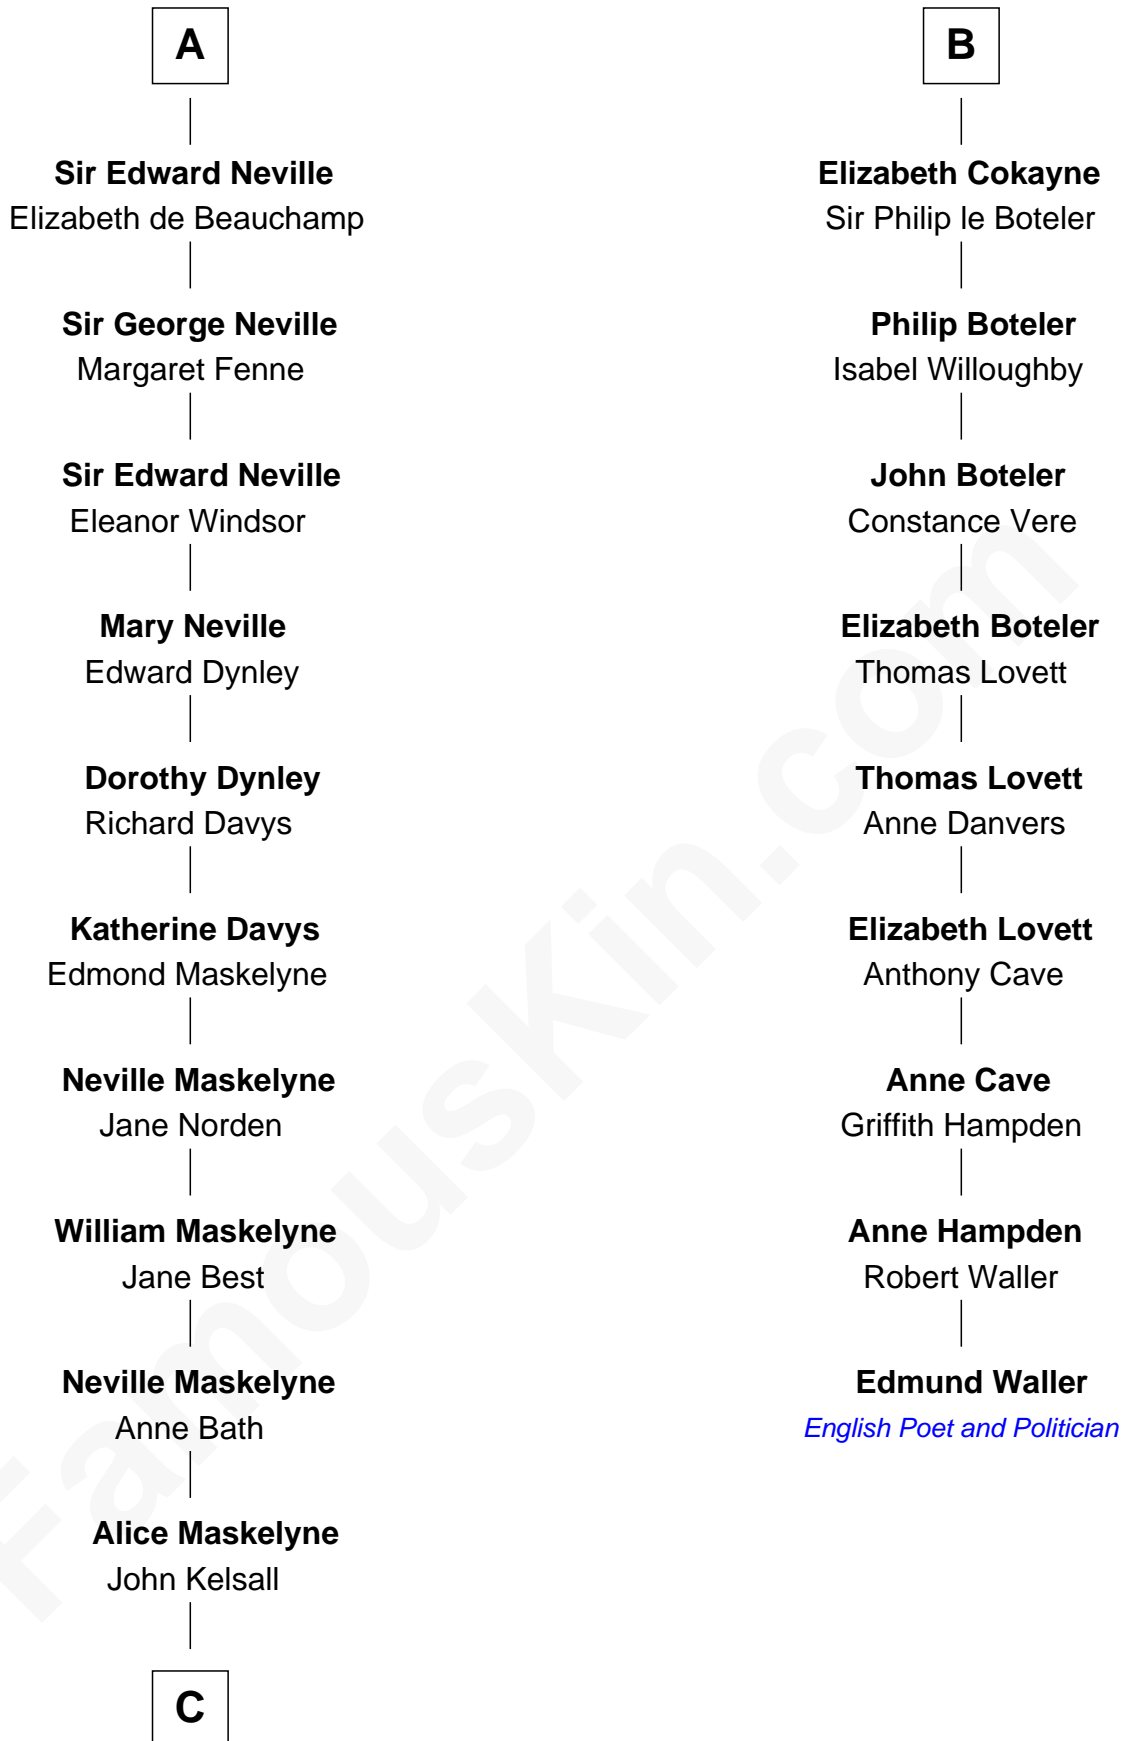 A
Sir Edward Neville
Elizabeth de Beauchamp
Sir George Neville
Margaret Fenne
Sir Edward Neville
Eleanor Windsor
Mary Neville
Edward Dynley
Dorothy Dynley
Richard Davys
Katherine Davys
Edmond Maskelyne
Neville Maskelyne
Jane Norden
William Maskelyne
Jane Best
Neville Maskelyne
Anne Bath
Alice Maskelyne
John Kelsall
C
B
Elizabeth Cokayne
Sir Philip le Boteler
Philip Boteler
Isabel Willoughby
John Boteler
Constance Vere
Elizabeth Boteler
Thomas Lovett
Thomas Lovett
Anne Danvers
Elizabeth Lovett
Anthony Cave
Anne Cave
Griffith Hampden
Anne Hampden
Robert Waller
Edmund Waller
English Poet and Politician
FamousKin.com